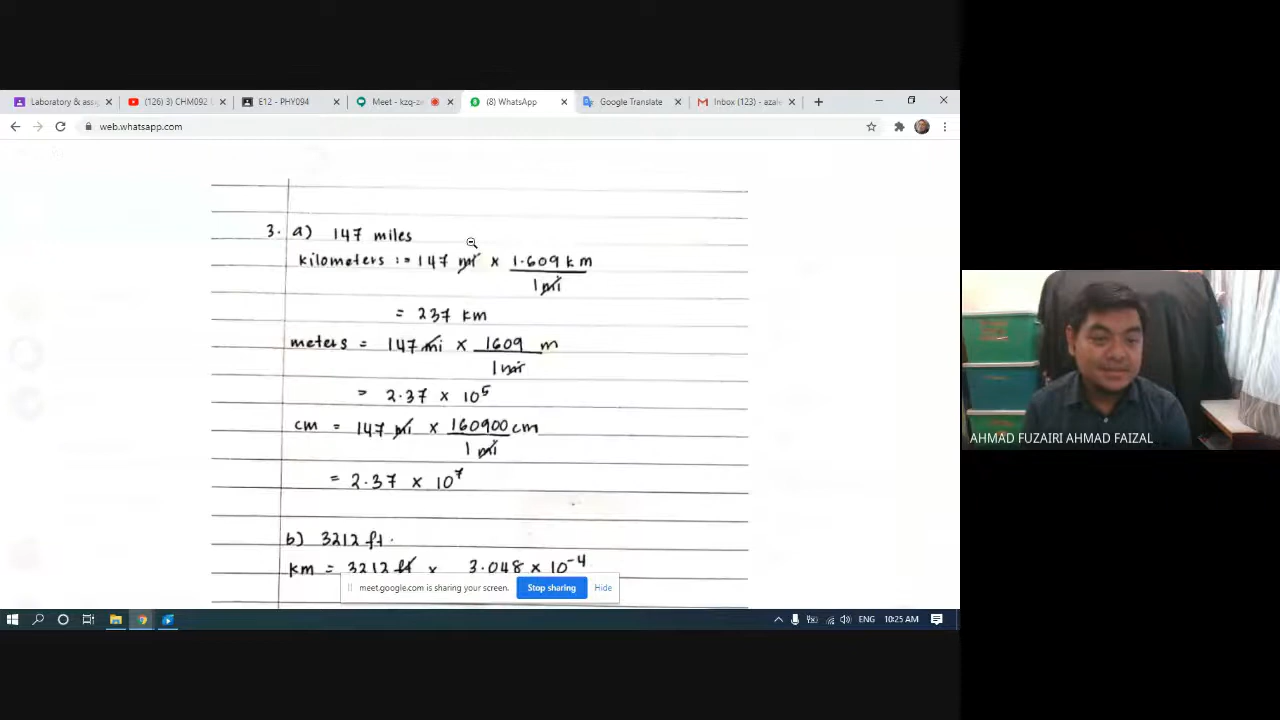 Laboratory & assig
(126) 3) CHM092 L
E12 - PHY094
Meet - kzq-zw
(8) WhatsApp
Google Translate
Inbox (123) - azale
web.whatsapp.com
3. a) 147 miles
kilometers := 147 mi × 1.609 km
1 mi
= 237 km
meters = 147 mi × 1609 m
1 mi
= 2.37 × 10⁵
cm = 147 mi × 160900 cm
1 mi
= 2.37 × 10⁷
b) 3212 ft.
km = 3212 ft × 3.048 × 10⁻⁴
meet.google.com is sharing your screen.
Stop sharing
Hide
ENG
10:25 AM
AHMAD FUZAIRI AHMAD FAIZAL